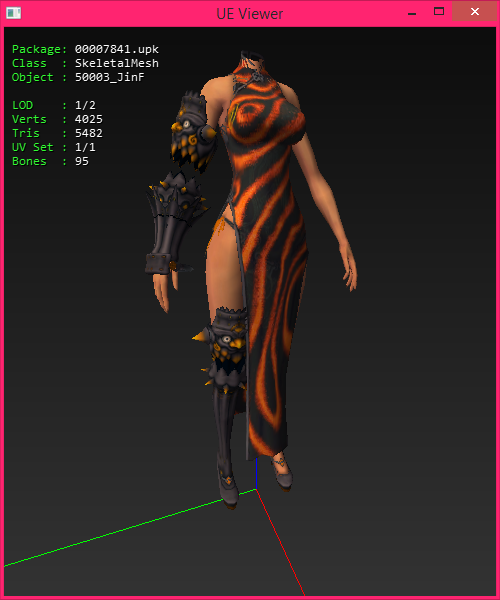 UE Viewer
Package: 00007841.upk
Class : SkeletalMesh
Object : 50003_JinF
LOD : 1/2
Verts : 4025
Tris : 5482
UV Set : 1/1
Bones : 95